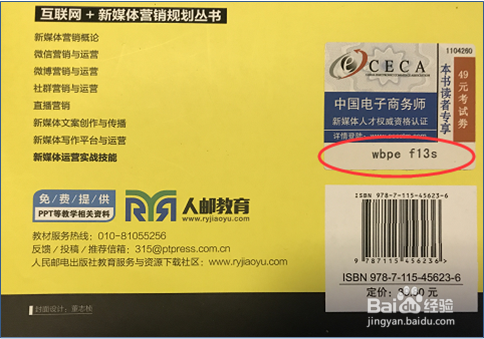 互联网 + 新媒体营销规划丛书
新媒体营销概论
微信营销与运营
微博营销与运营
社群营销与运营
直播营销
新媒体文案创作与传播
新媒体写作平台与运营
新媒体运营实战技能
免/费/提/供
PPT等教学相关资料
人邮教育
www.ryjiaoyu.com
教材服务热线：010-81055256
反馈/投稿/推荐信箱：315@ptpress.com.cn
人民邮电出版社教育服务与资源下载社区：www.ryjiaoyu.com
封面设计：董志桢
CECA
中国电子商务师
新媒体人才权威资格认证
1104260
本书读者专享
49元考试券
wbpe f13s
ISBN 978-7-115-45623-6
9 787115 456236
ISBN 978-7-115-45623-6
定价：
元
Baidu 经验
jingyan.baidu.com